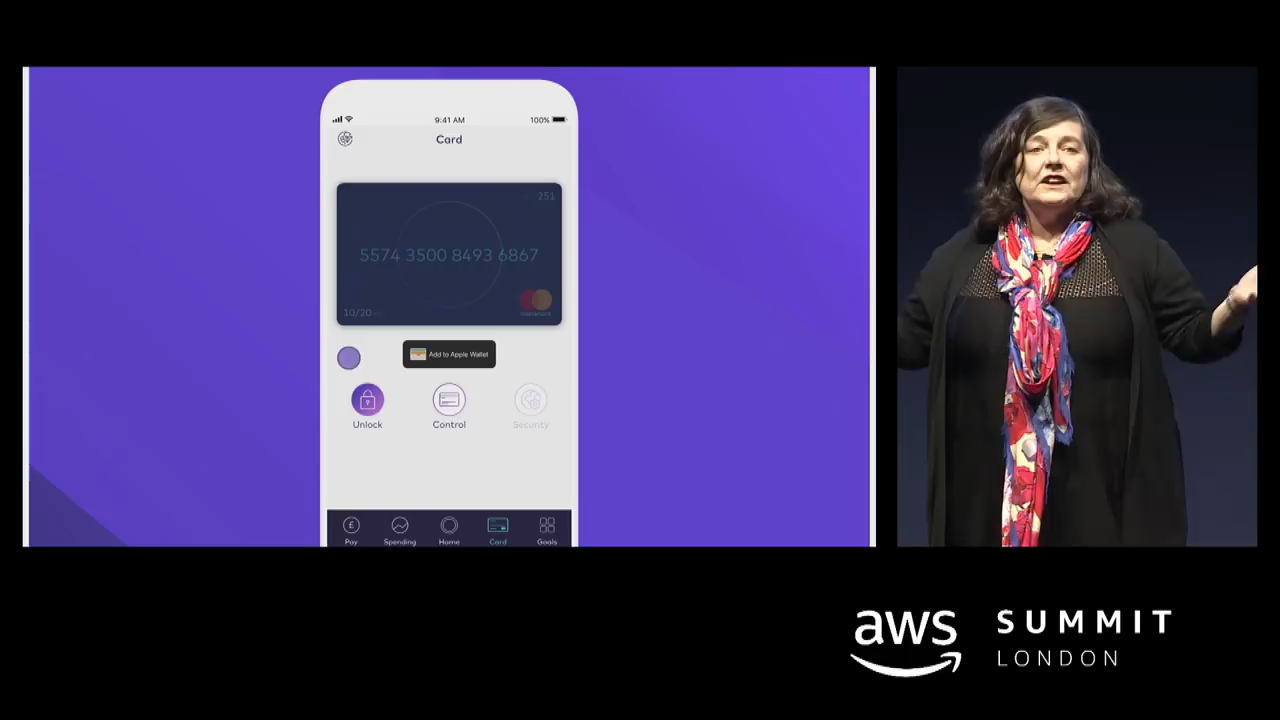 9:41 AM
100%
Card
251
5574 3500 8493 6867
10/20
mastercard
Add to Apple Wallet
Unlock
Control
Security
£
Pay
Spending
Home
Card
Goals
aws
SUMMIT
LONDON